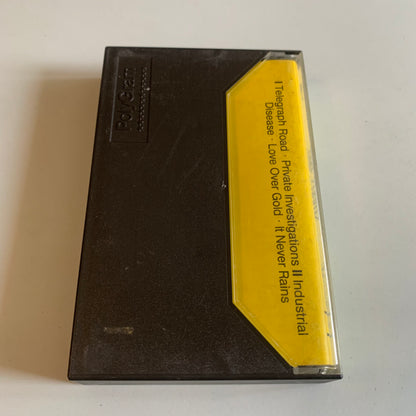 PolyGram
I Telegraph Road · Private Investigations II Industrial
Disease · Love Over Gold · It Never Rains